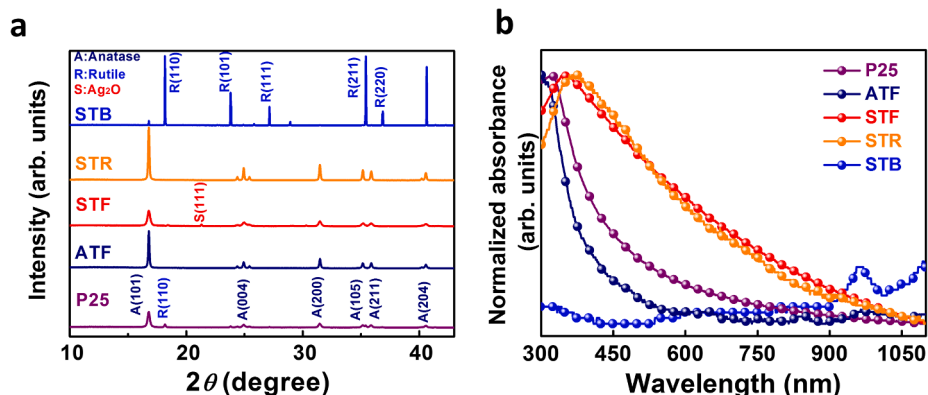 a
A:Anatase
R:Rutile
S:Ag₂O
STB
R(110)
R(101)
R(111)
R(211)
R(220)
STR
STF
S(111)
ATF
P25
A(101)
R(110)
A(004)
A(200)
A(105)
A(211)
A(204)
Intensity (arb. units)
10
20
30
40
2θ (degree)
b
P25
ATF
STF
STR
STB
Normalized absorbance
(arb. units)
300
450
600
750
900
1050
Wavelength (nm)